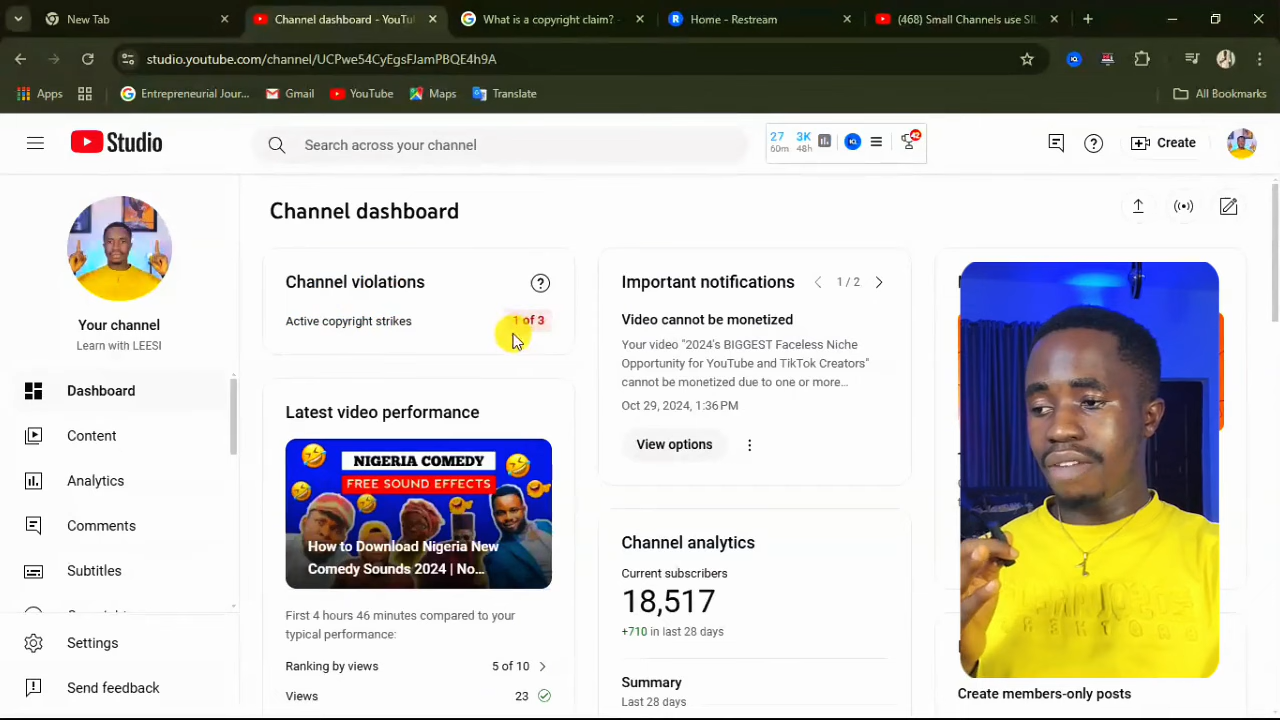 New Tab
Channel dashboard - YouTu
What is a copyright claim?
Home - Restream
(468) Small Channels use
studio.youtube.com/channel/UCPwe54CyEgsFJamPBQE4h9A
Apps
Entrepreneurial Jour...
Gmail
YouTube
Maps
Translate
All Bookmarks
Studio
Search across your channel
27
60m
3K
48h
42
Create
Channel dashboard
Your channel
Learn with LEESI
Dashboard
Content
Analytics
Comments
Subtitles
Settings
Send feedback
Channel violations
Active copyright strikes
1 of 3
Latest video performance
NIGERIA COMEDY
FREE SOUND EFFECTS
How to Download Nigeria New
Comedy Sounds 2024 | No...
First 4 hours 46 minutes compared to your
typical performance:
Ranking by views
5 of 10
Views
23
Important notifications
1 / 2
Video cannot be monetized
Your video "2024's BIGGEST Faceless Niche
Opportunity for YouTube and TikTok Creators"
cannot be monetized due to one or more...
Oct 29, 2024, 1:36 PM
View options
Channel analytics
Current subscribers
18,517
+710 in last 28 days
Summary
Last 28 days
Create members-only posts